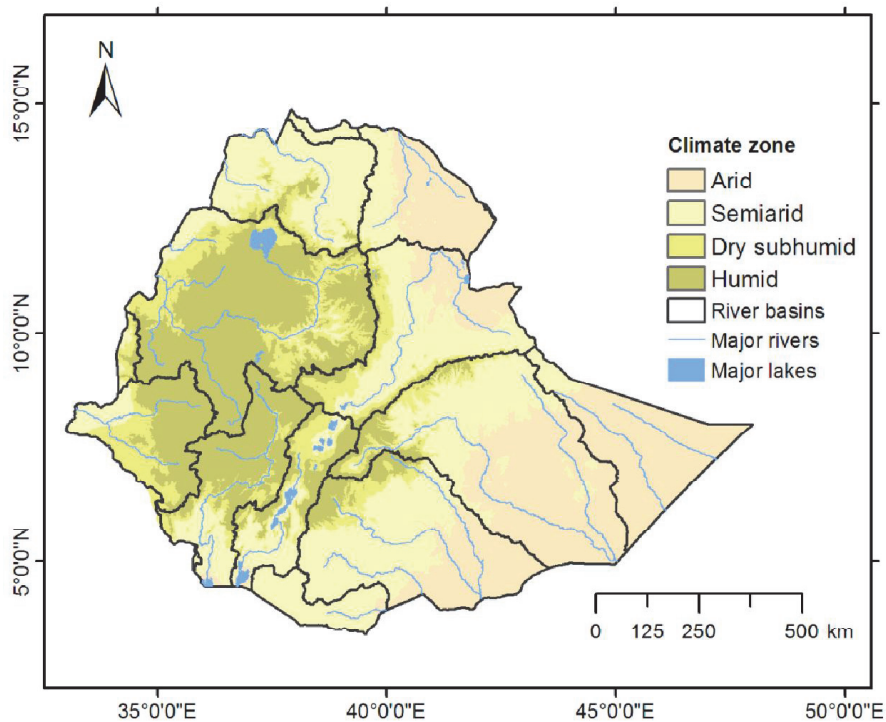 N
15°0'0"N
10°0'0"N
5°0'0"N
Climate zone
Arid
Semiarid
Dry subhumid
Humid
River basins
Major rivers
Major lakes
0 125 250 500 km
35°0'0"E 40°0'0"E 45°0'0"E 50°0'0"E